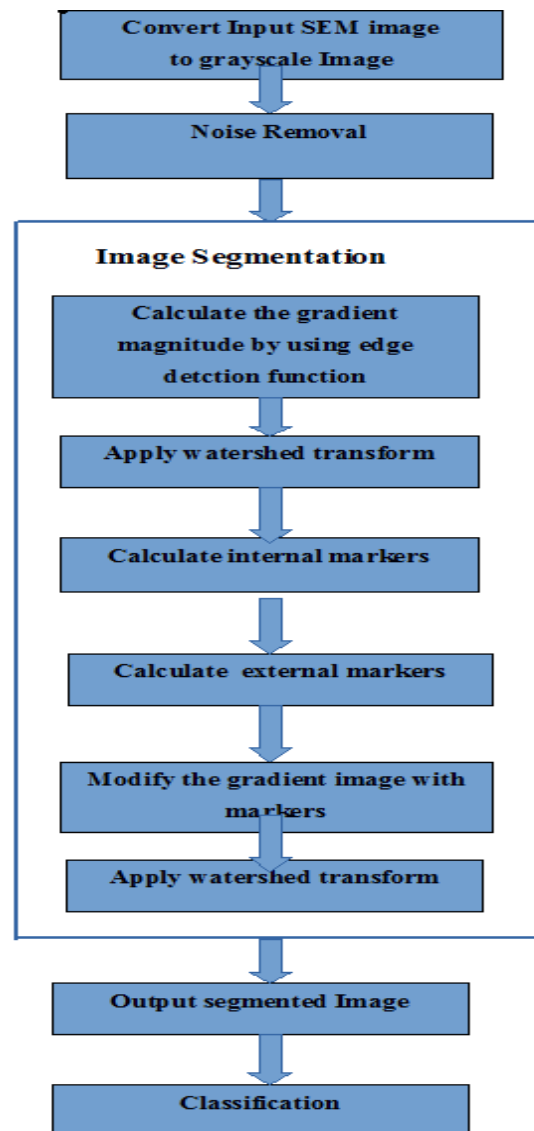 Convert Input SEM image
to grayscale Image
Noise Removal
Image Segmentation
Calculate the gradient
magnitude by using edge
detction function
Apply watershed transform
Calculate internal markers
Calculate external markers
Modify the gradient image with
markers
Apply watershed transform
Output segmented Image
Classification